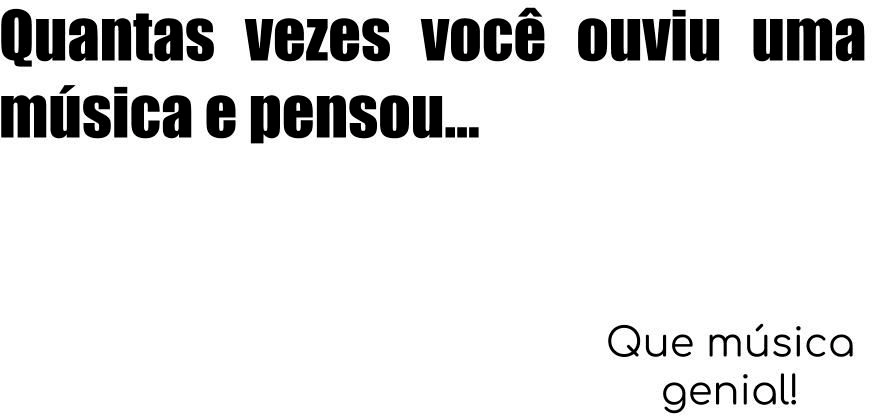 Quantas vezes você ouviu uma
música e pensou...
Que música
genial!